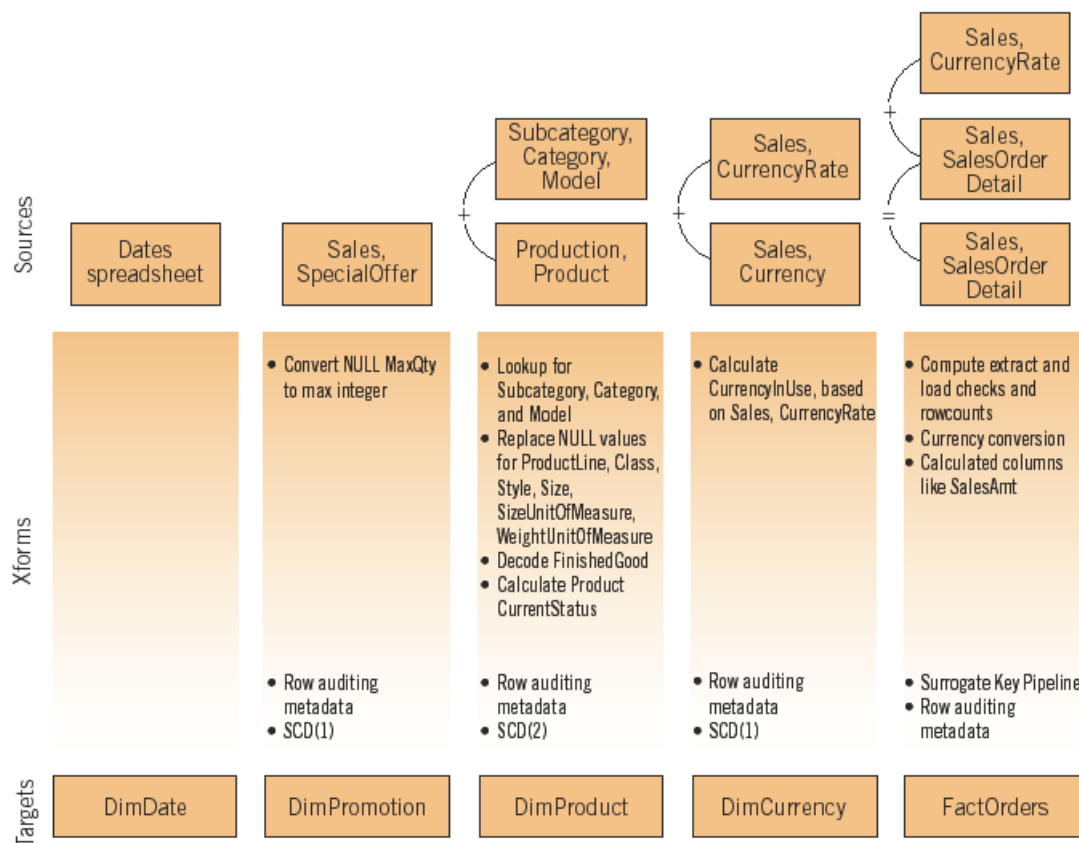 Sources
Dates
spreadsheet
Sales,
SpecialOffer
Subcategory,
Category,
Model
+
Production,
Product
Sales,
CurrencyRate
+
Sales,
Currency
Sales,
CurrencyRate
+
Sales,
SalesOrder
Detail
=
Sales,
SalesOrder
Detail
Xforms
• Convert NULL MaxQty
to max integer
• Row auditing
metadata
• SCD(1)
• Lookup for
Subcategory, Category,
and Model
• Replace NULL values
for ProductLine, Class,
Style, Size,
SizeUnitOfMeasure,
WeightUnitOfMeasure
• Decode FinishedGood
• Calculate Product
CurrentStatus
• Row auditing
metadata
• SCD(2)
• Calculate
CurrencyInUse, based
on Sales, CurrencyRate
• Row auditing
metadata
• SCD(1)
• Compute extract and
load checks and
rowcounts
• Currency conversion
• Calculated columns
like SalesAmt
• Surrogate Key Pipeline
• Row auditing
metadata
Targets
DimDate
DimPromotion
DimProduct
DimCurrency
FactOrders